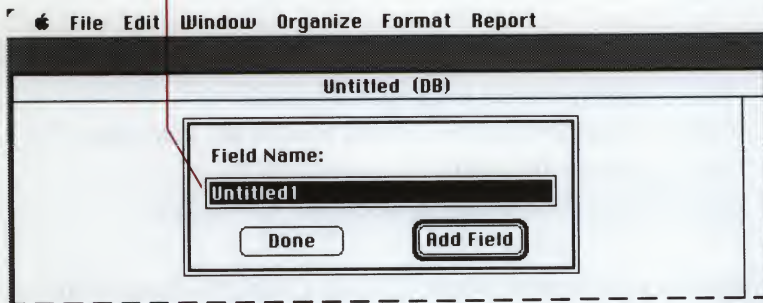 File Edit Window Organize Format Report
Untitled (DB)
Field Name:
Untitled1
Done Add Field